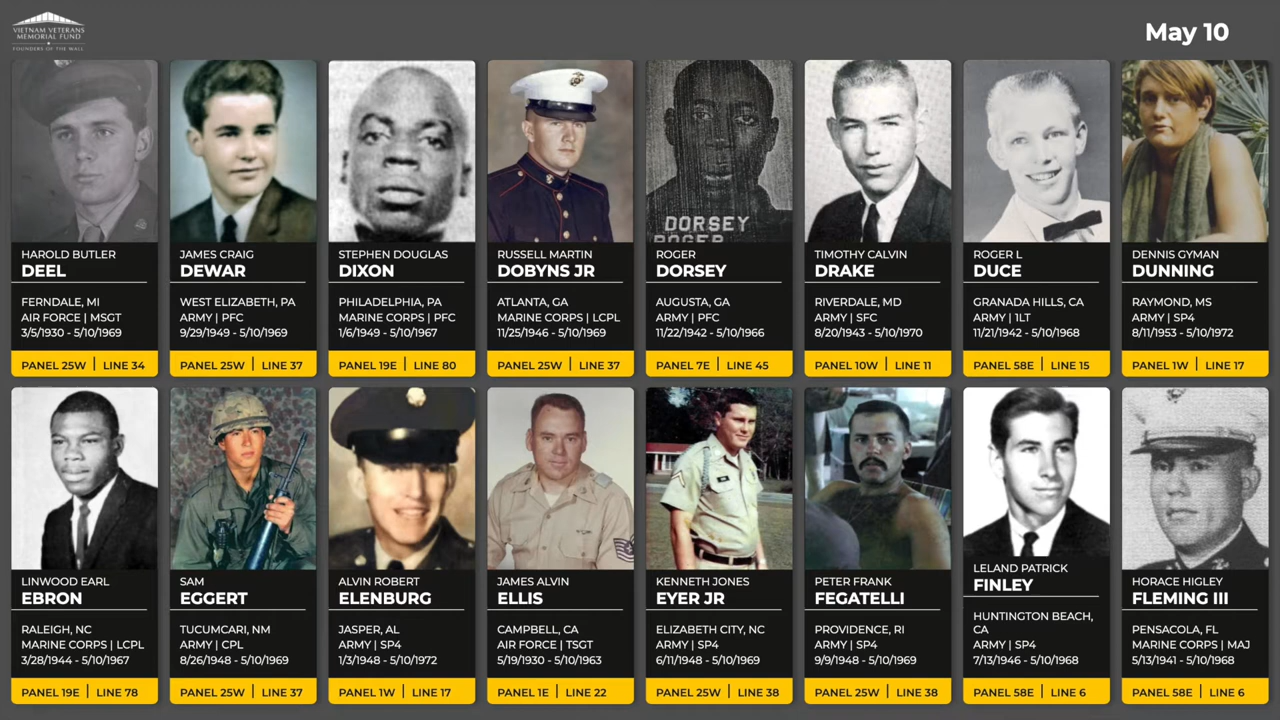 VIETNAM VETERANS
MEMORIAL FUND
FOUNDERS OF THE WALL
May 10
HAROLD BUTLER
DEEL
FERNDALE, MI
AIR FORCE | MSGT
3/5/1930 - 5/10/1969
PANEL 25W | LINE 34
JAMES CRAIG
DEWAR
WEST ELIZABETH, PA
ARMY | PFC
9/29/1949 - 5/10/1969
PANEL 25W | LINE 37
STEPHEN DOUGLAS
DIXON
PHILADELPHIA, PA
MARINE CORPS | PFC
1/6/1949 - 5/10/1967
PANEL 19E | LINE 80
RUSSELL MARTIN
DOBYNS JR
ATLANTA, GA
MARINE CORPS | LCPL
11/25/1946 - 5/10/1969
PANEL 25W | LINE 37
DORSEY
ROGER
ROGER
DORSEY
AUGUSTA, GA
ARMY | PFC
11/22/1942 - 5/10/1966
PANEL 7E | LINE 45
TIMOTHY CALVIN
DRAKE
RIVERDALE, MD
ARMY | SFC
8/20/1943 - 5/10/1970
PANEL 10W | LINE 11
ROGER L
DUCE
GRANADA HILLS, CA
ARMY | 1LT
11/21/1942 - 5/10/1968
PANEL 58E | LINE 15
DENNIS GYMAN
DUNNING
RAYMOND, MS
ARMY | SP4
8/11/1953 - 5/10/1972
PANEL 1W | LINE 17
LINWOOD EARL
EBRON
RALEIGH, NC
MARINE CORPS | LCPL
3/28/1944 - 5/10/1967
PANEL 19E | LINE 78
SAM
EGGERT
TUCUMCARI, NM
ARMY | CPL
8/26/1948 - 5/10/1969
PANEL 25W | LINE 37
ALVIN ROBERT
ELENBURG
JASPER, AL
ARMY | SP4
1/3/1948 - 5/10/1972
PANEL 1W | LINE 17
JAMES ALVIN
ELLIS
CAMPBELL, CA
AIR FORCE | TSGT
5/19/1930 - 5/10/1963
PANEL 1E | LINE 22
KENNETH JONES
EYER JR
ELIZABETH CITY, NC
ARMY | SP4
6/11/1948 - 5/10/1969
PANEL 25W | LINE 38
PETER FRANK
FEGATELLI
PROVIDENCE, RI
ARMY | SP4
9/9/1948 - 5/10/1969
PANEL 25W | LINE 38
LELAND PATRICK
FINLEY
HUNTINGTON BEACH,
CA
ARMY | SP4
7/13/1946 - 5/10/1968
PANEL 58E | LINE 6
HORACE HIGLEY
FLEMING III
PENSACOLA, FL
MARINE CORPS | MAJ
5/13/1941 - 5/10/1968
PANEL 58E | LINE 6